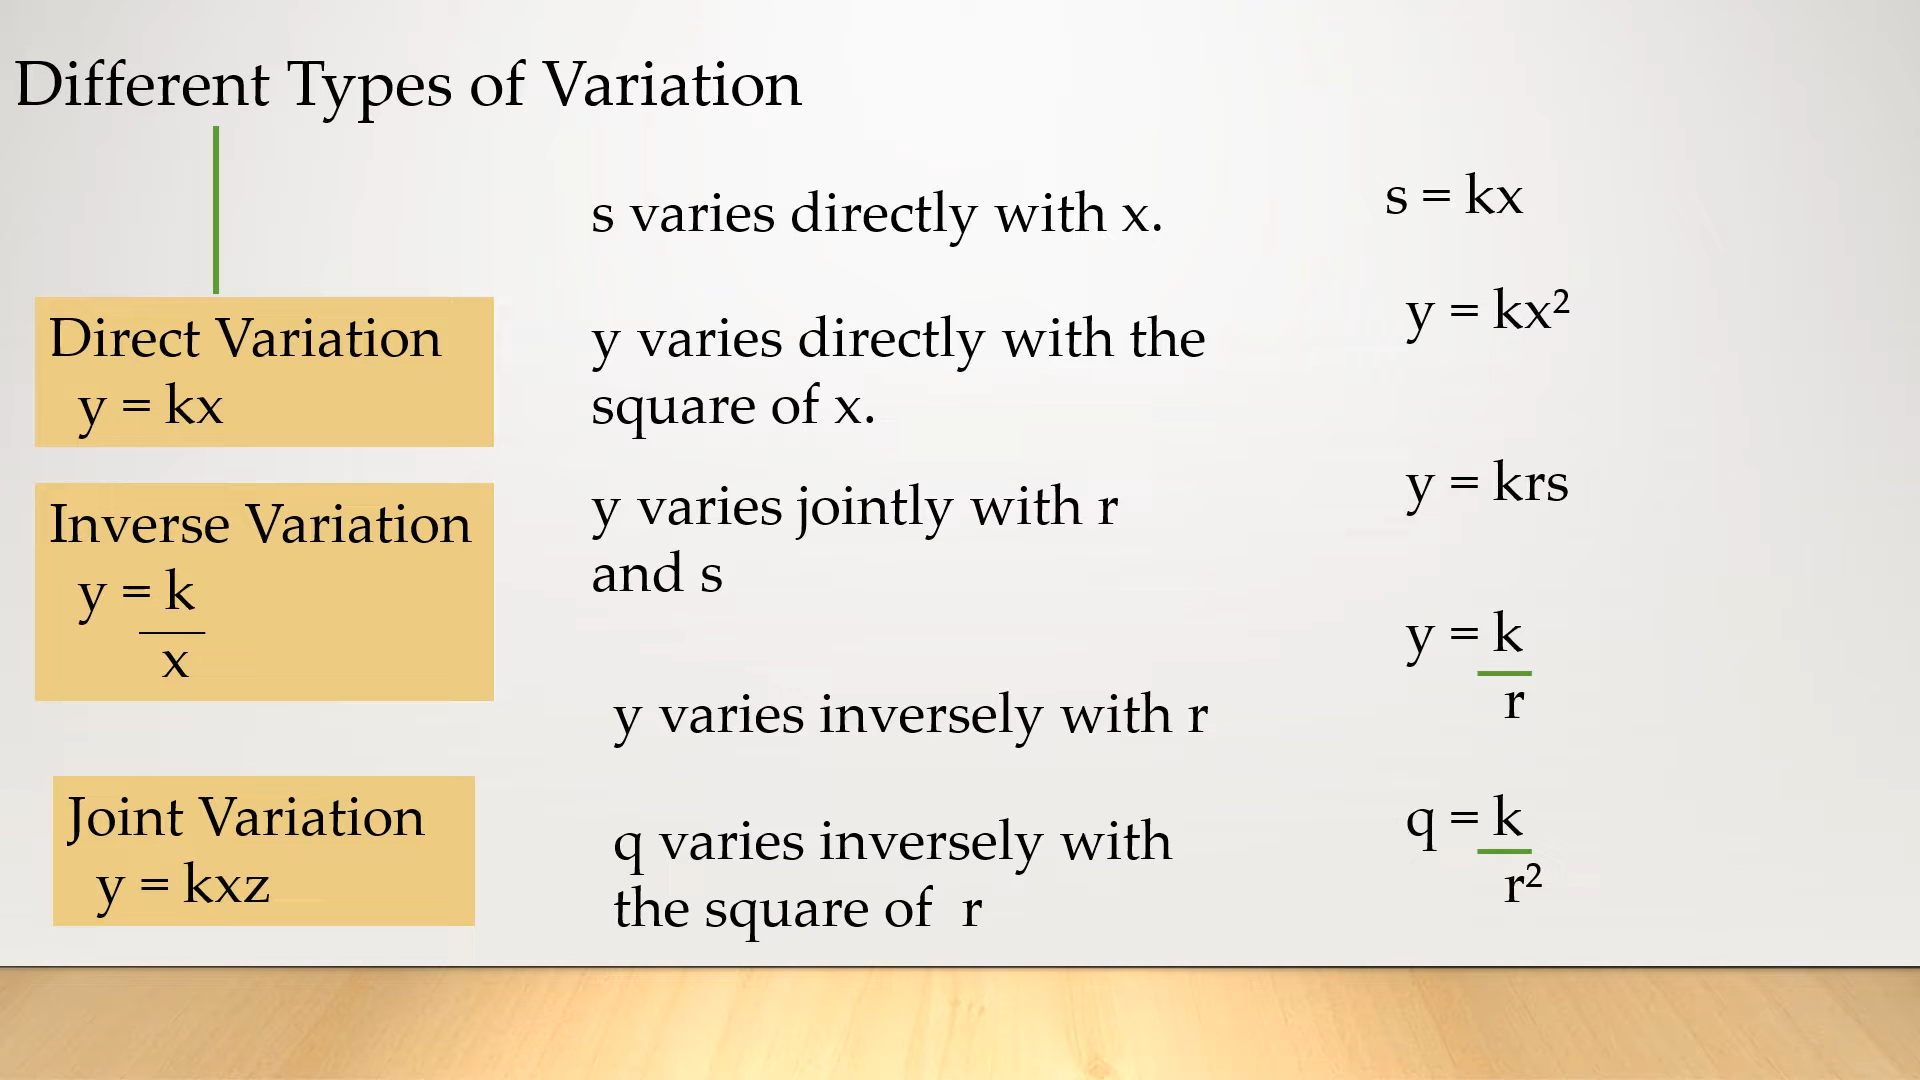 Different Types of Variation
Direct Variation
y = kx
Inverse Variation
y = k
x
Joint Variation
y = kxz
s varies directly with x.
y varies directly with the
square of x.
y varies jointly with r
and s
y varies inversely with r
q varies inversely with
the square of r
s = kx
y = kx²
y = krs
y = k
r
q = k
r²